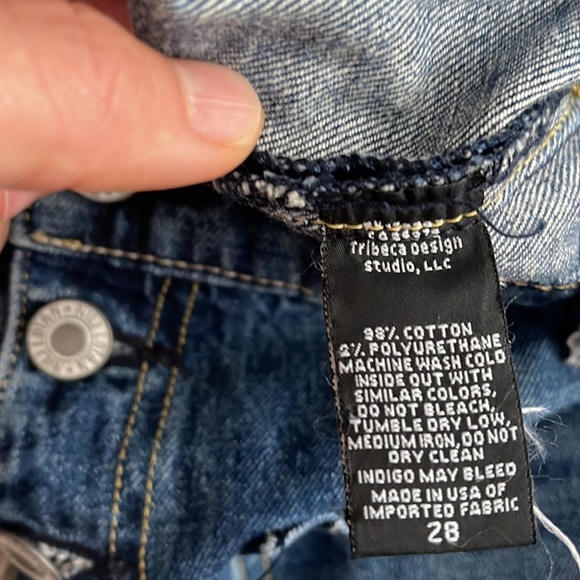 Tribeca Design
Studio, LLC
98% COTTON
2% POLYURETHANE
MACHINE WASH COLD
INSIDE OUT WITH
SIMILAR COLORS,
DO NOT BLEACH,
TUMBLE DRY LOW,
MEDIUM IRON, DO NOT
DRY CLEAN
INDIGO MAY BLEED
MADE IN USA OF
IMPORTED FABRIC
28